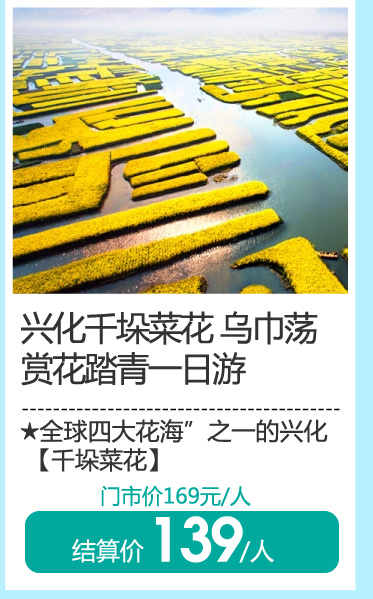 兴化千垛菜花 乌巾荡
赏花踏青一日游
★全球四大花海”之一的兴化
【千垛菜花】
门市价169元/人
结算价 139/人